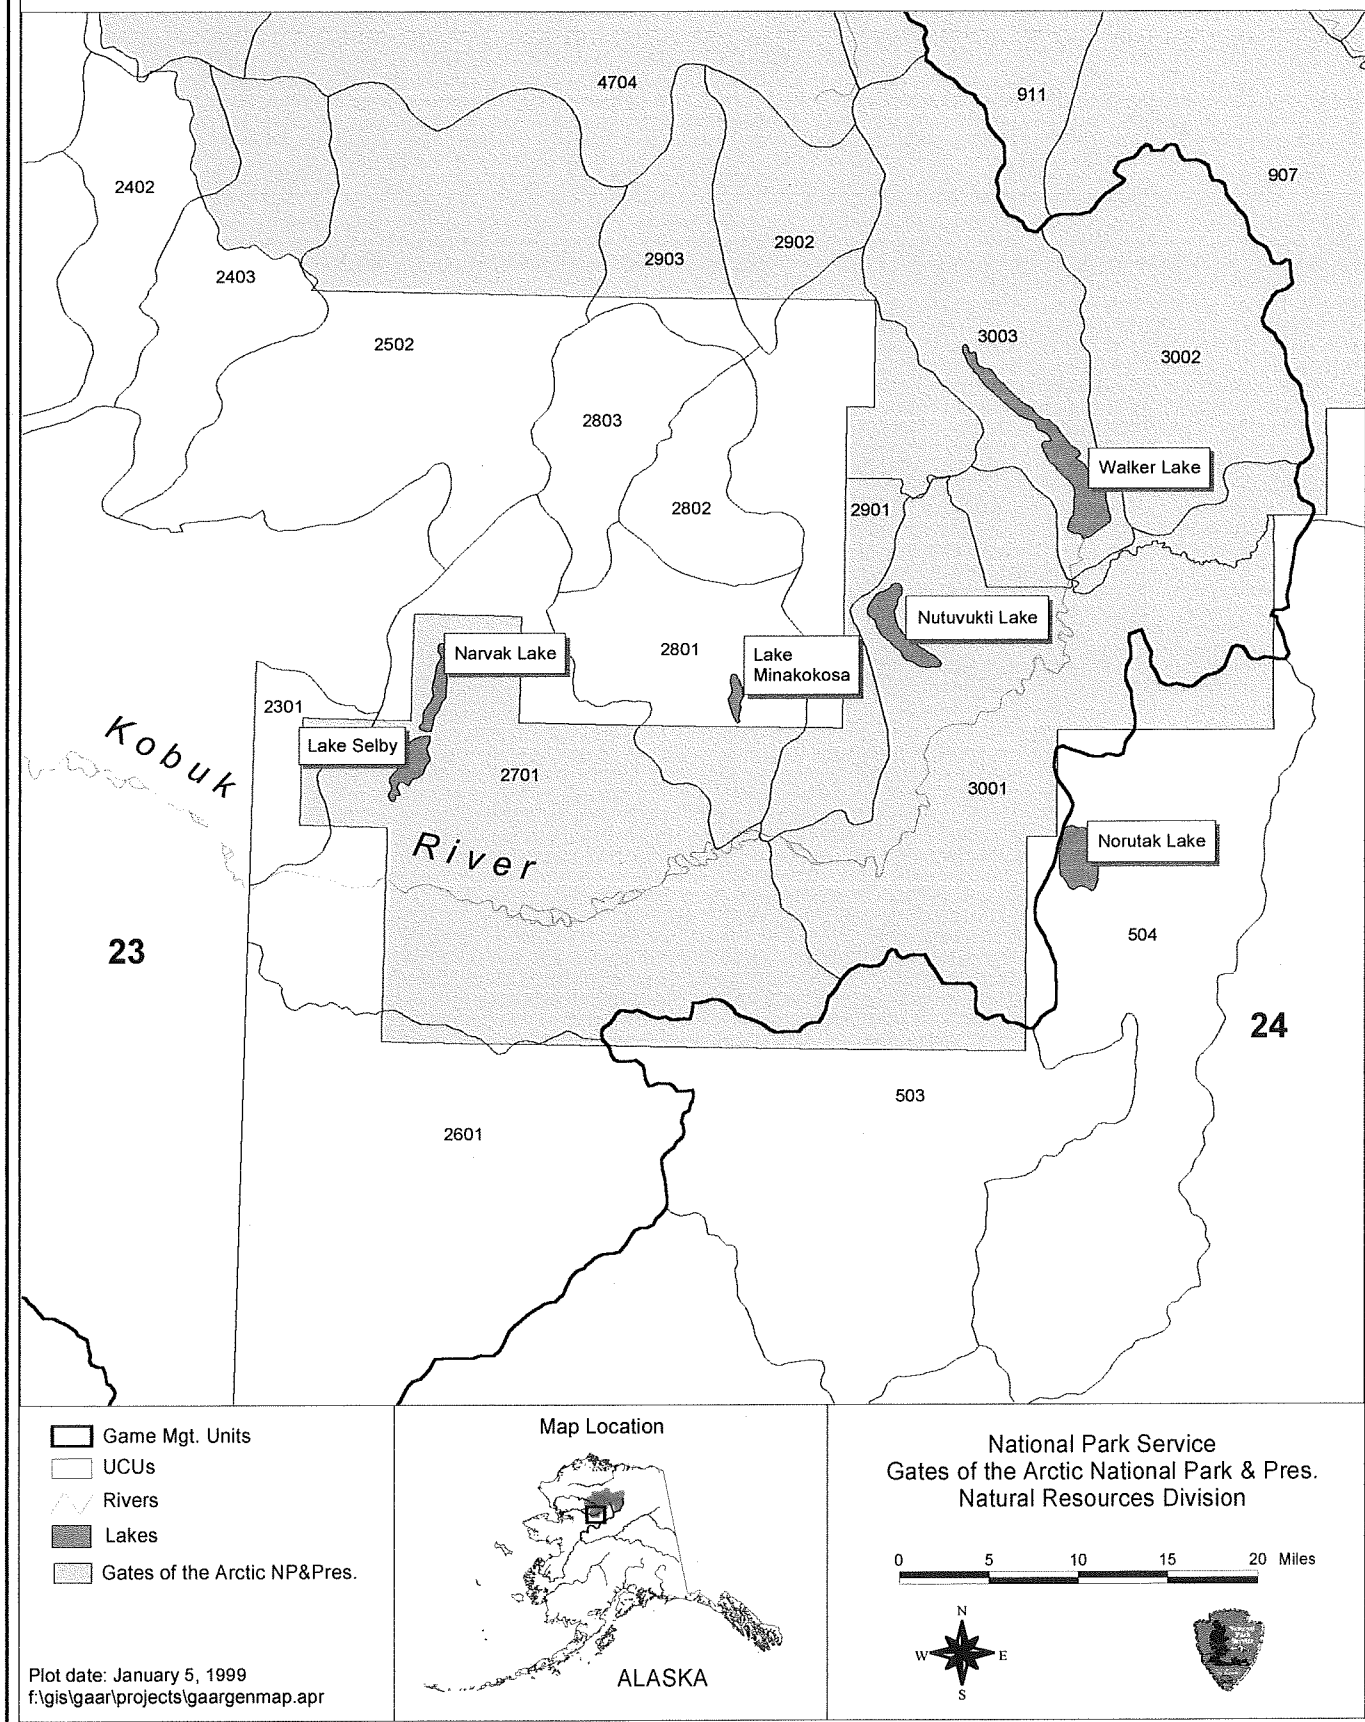 4704
911
907
2402
2902
2903
2403
3003
2502
3002
2803
Walker Lake
2802
2901
Nutuvukti Lake
Narvak Lake
2801
Lake
Minakokosa
2301
Kobuk
Lake Selby
2701
3001
River
Norutak Lake
504
23
24
503
2601
Game Mgt. Units
UCUs
Rivers
Lakes
Gates of the Arctic NP&Pres.
Plot date: January 5, 1999
f:\gis\gaar\projects\gaargenmap.apr
Map Location
ALASKA
National Park Service
Gates of the Arctic National Park & Pres.
Natural Resources Division
0 5 10 15 20 Miles
N
W E
S